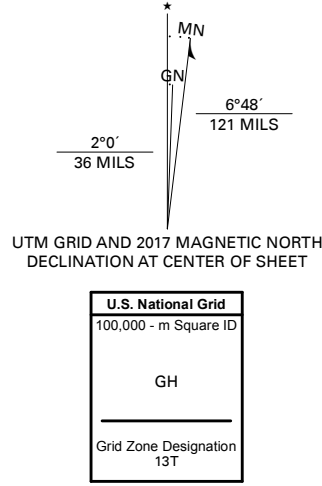 ★
MN
GN
6°48´
121 MILS
2°0´
36 MILS
UTM GRID AND 2017 MAGNETIC NORTH
DECLINATION AT CENTER OF SHEET
U.S. National Grid
100,000 - m Square ID
GH
Grid Zone Designation
13T